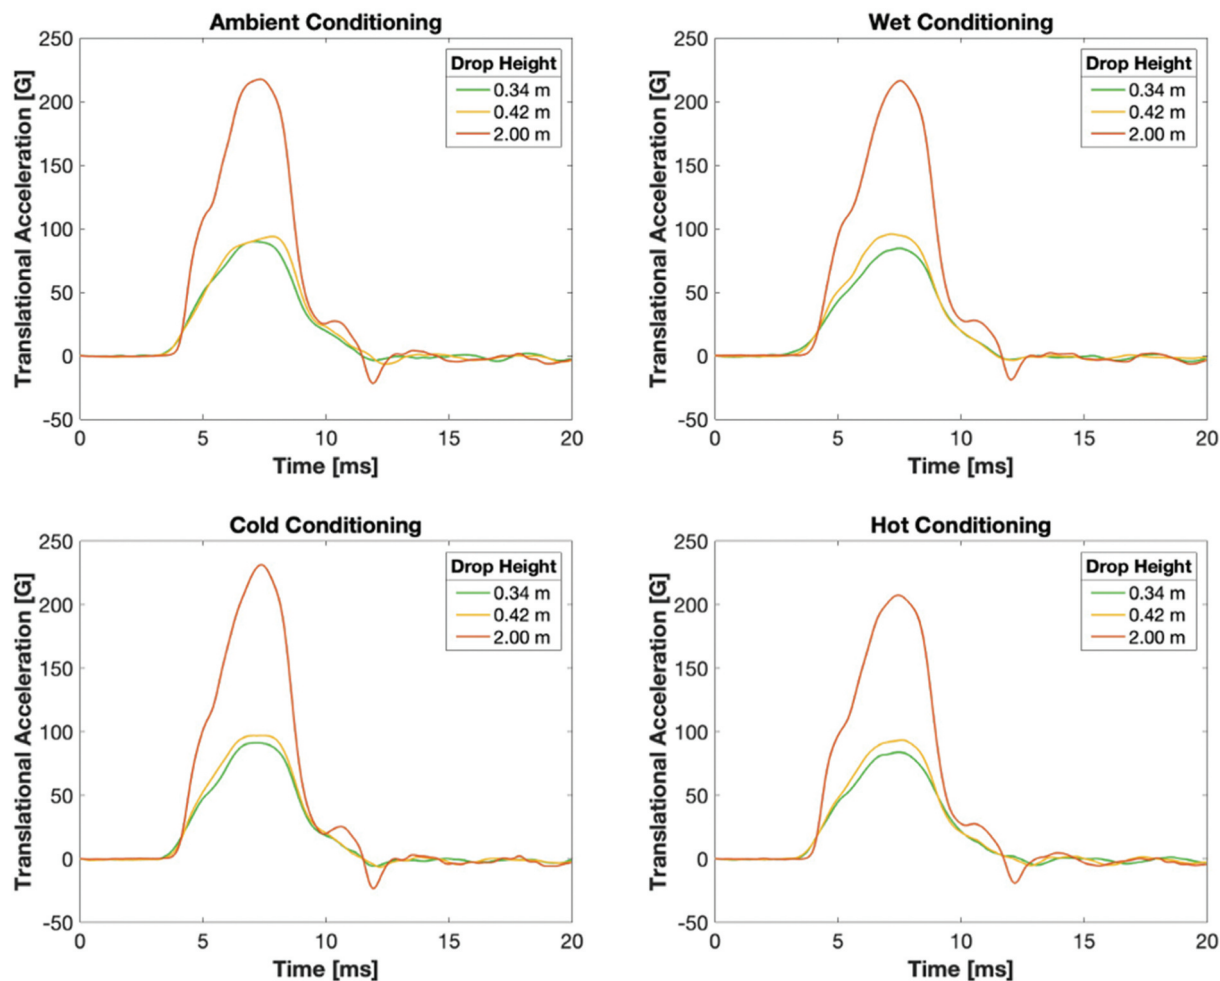 Ambient Conditioning
Translational Acceleration [G]
250
200
150
100
50
0
-50
0 5 10 15 20
Time [ms]
Drop Height
0.34 m
0.42 m
2.00 m
Wet Conditioning
Translational Acceleration [G]
250
200
150
100
50
0
-50
0 5 10 15 20
Time [ms]
Drop Height
0.34 m
0.42 m
2.00 m
Cold Conditioning
Translational Acceleration [G]
250
200
150
100
50
0
-50
0 5 10 15 20
Time [ms]
Drop Height
0.34 m
0.42 m
2.00 m
Hot Conditioning
Translational Acceleration [G]
250
200
150
100
50
0
-50
0 5 10 15 20
Time [ms]
Drop Height
0.34 m
0.42 m
2.00 m